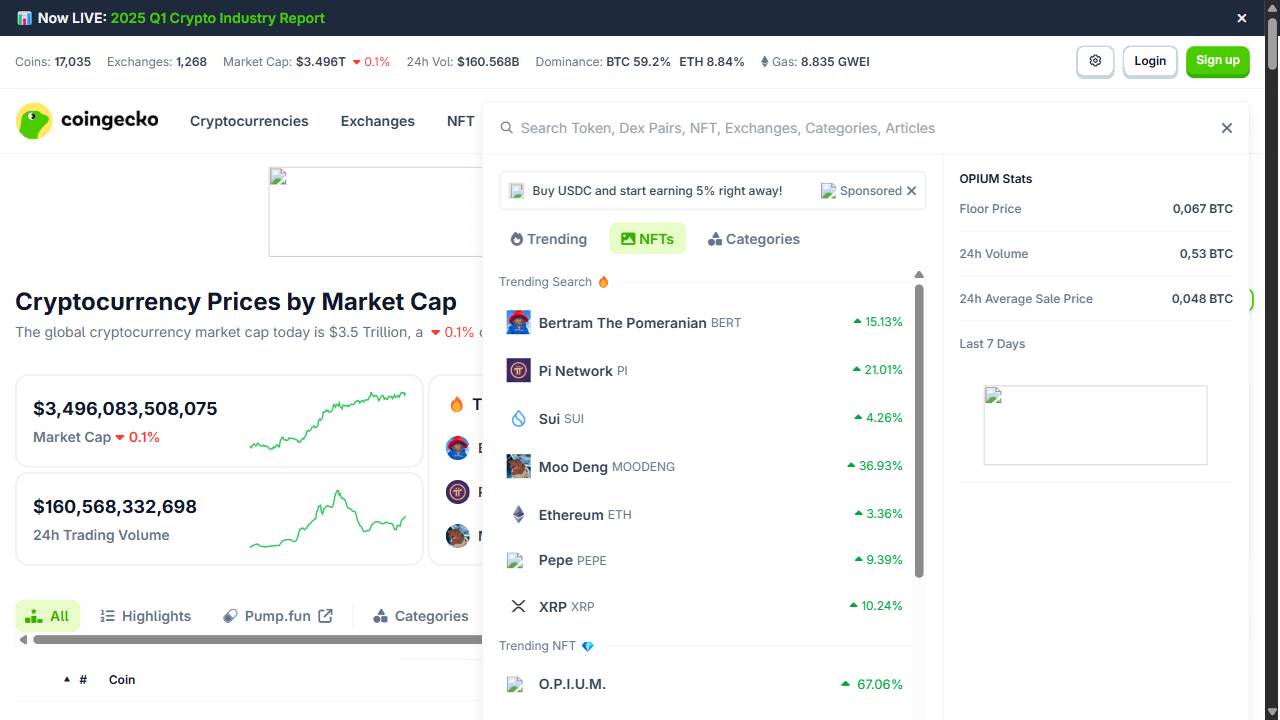 Now LIVE: 2025 Q1 Crypto Industry Report
Coins: 17,035 Exchanges: 1,268 Market Cap: $3.496T 0.1% 24h Vol: $160.568B Dominance: BTC 59.2% ETH 8.84% Gas: 8.835 GWEI
Login
Sign up
coingecko
Cryptocurrencies Exchanges NFT
Search Token, Dex Pairs, NFT, Exchanges, Categories, Articles
Buy USDC and start earning 5% right away! Sponsored
Trending NFTs Categories
Trending Search
Bertram The Pomeranian BERT 15.13%
Pi Network PI 21.01%
Sui SUI 4.26%
Moo Deng MOODENG 36.93%
Ethereum ETH 3.36%
Pepe PEPE 9.39%
XRP XRP 10.24%
Trending NFT
O.P.I.U.M. 67.06%
OPIUM Stats
Floor Price 0,067 BTC
24h Volume 0,53 BTC
24h Average Sale Price 0,048 BTC
Last 7 Days
Cryptocurrency Prices by Market Cap
The global cryptocurrency market cap today is $3.5 Trillion, a 0.1%
$3,496,083,508,075
Market Cap 0.1%
$160,568,332,698
24h Trading Volume
All Highlights Pump.fun Categories
# Coin